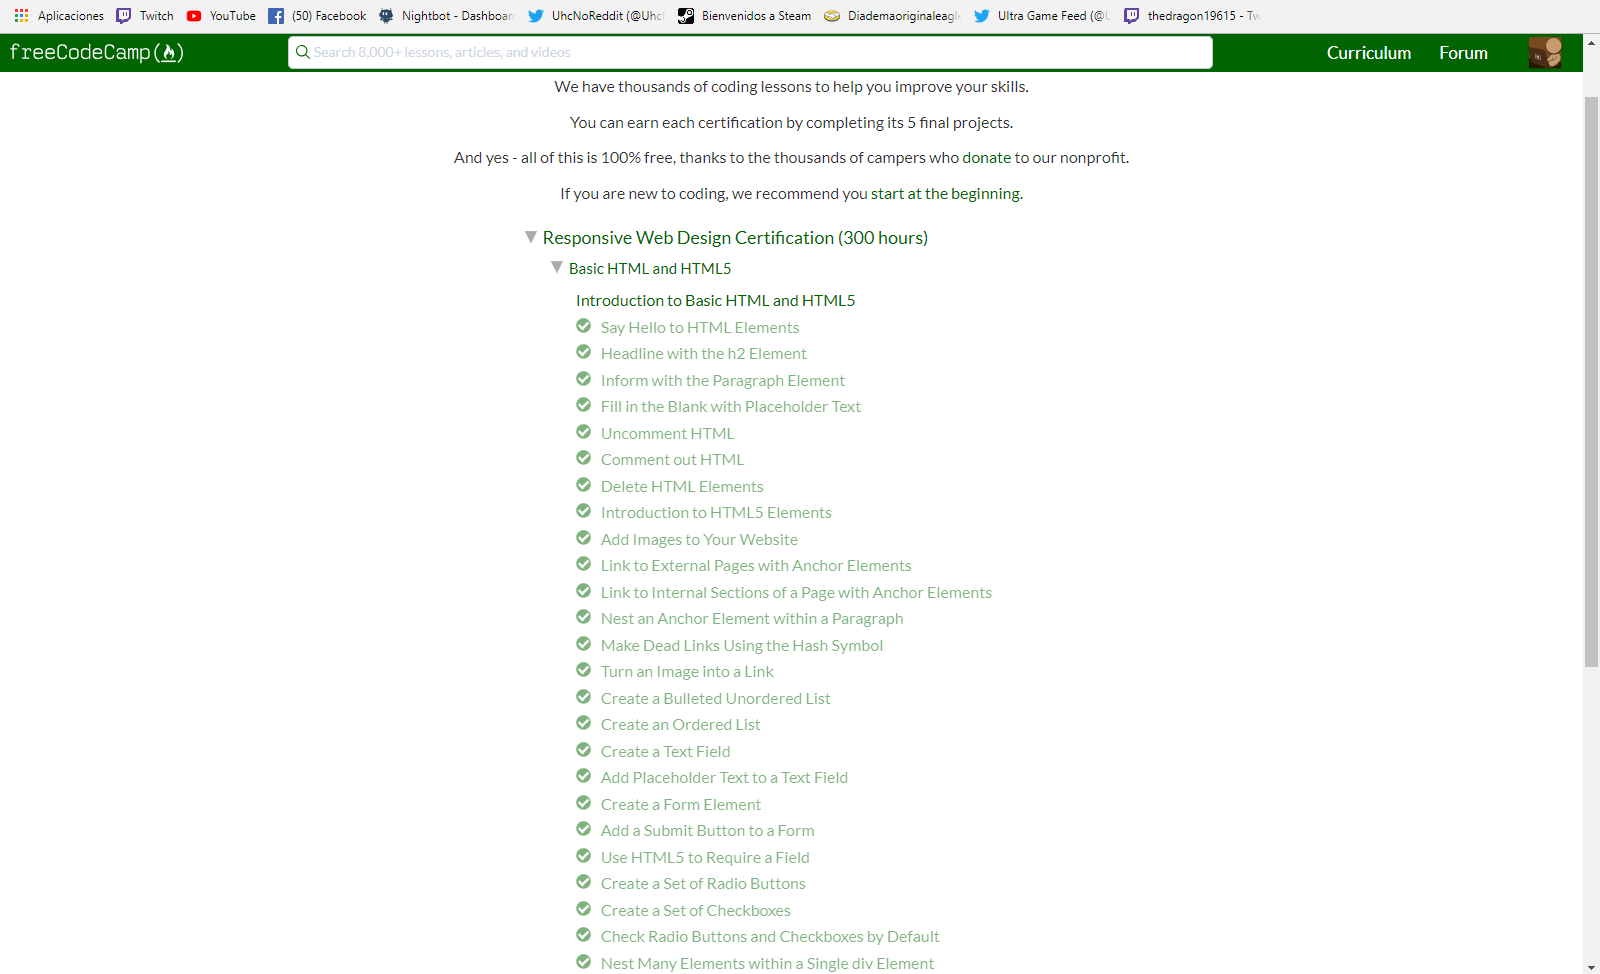 Aplicaciones Twitch YouTube (50) Facebook Nightbot - Dashboar UhcNoReddit (@Uhc Bienvenidos a Steam Diademaoriginaleagle Ultra Game Feed (@U thedragon19615 - Tw
freeCodeCamp Search 8,000+ lessons, articles, and videos Curriculum Forum
We have thousands of coding lessons to help you improve your skills.
You can earn each certification by completing its 5 final projects.
And yes - all of this is 100% free, thanks to the thousands of campers who donate to our nonprofit.
If you are new to coding, we recommend you start at the beginning.
Responsive Web Design Certification (300 hours)
Basic HTML and HTML5
Introduction to Basic HTML and HTML5
Say Hello to HTML Elements
Headline with the h2 Element
Inform with the Paragraph Element
Fill in the Blank with Placeholder Text
Uncomment HTML
Comment out HTML
Delete HTML Elements
Introduction to HTML5 Elements
Add Images to Your Website
Link to External Pages with Anchor Elements
Link to Internal Sections of a Page with Anchor Elements
Nest an Anchor Element within a Paragraph
Make Dead Links Using the Hash Symbol
Turn an Image into a Link
Create a Bulleted Unordered List
Create an Ordered List
Create a Text Field
Add Placeholder Text to a Text Field
Create a Form Element
Add a Submit Button to a Form
Use HTML5 to Require a Field
Create a Set of Radio Buttons
Create a Set of Checkboxes
Check Radio Buttons and Checkboxes by Default
Nest Many Elements within a Single div Element